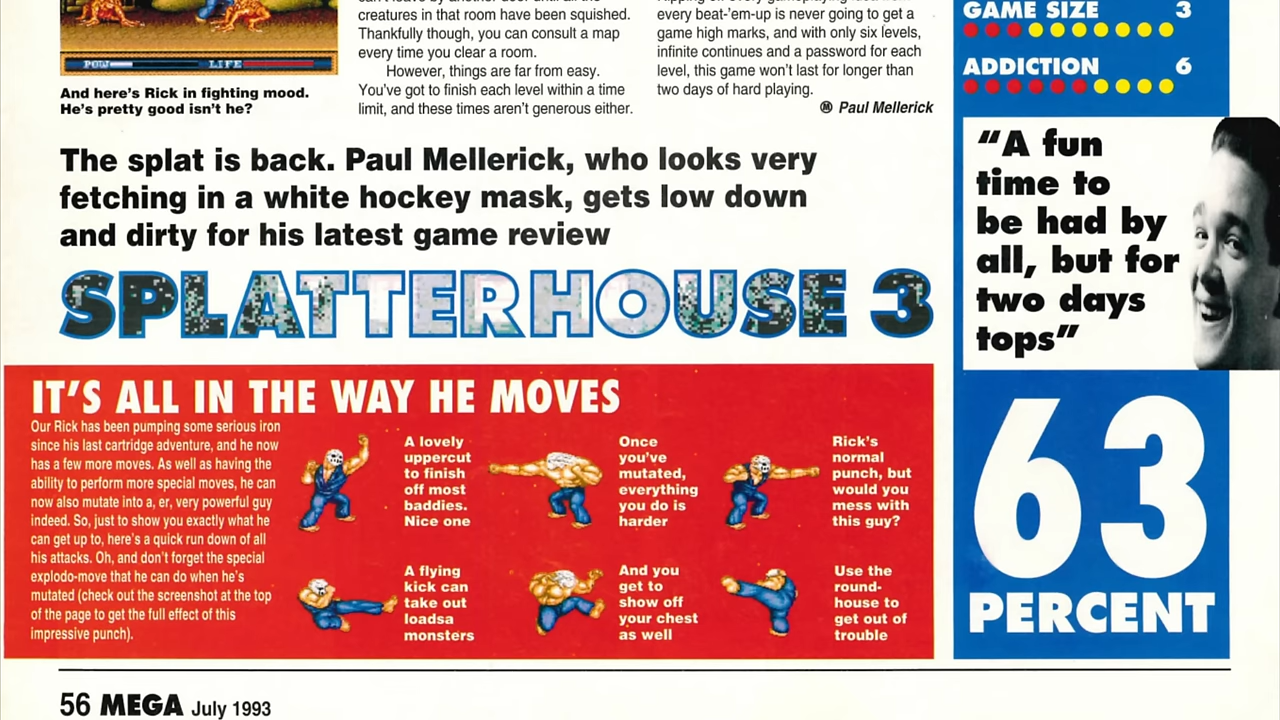 POW
LIFE
And here's Rick in fighting mood.
He's pretty good isn't he?
creatures in that room have been squished.
Thankfully though, you can consult a map
every time you clear a room.
However, things are far from easy.
You've got to finish each level within a time
limit, and these times aren't generous either.
every beat-'em-up is never going to get a
game high marks, and with only six levels,
infinite continues and a password for each
level, this game won't last for longer than
two days of hard playing.
Paul Mellerick
GAME SIZE 3
ADDICTION 6
The splat is back. Paul Mellerick, who looks very
fetching in a white hockey mask, gets low down
and dirty for his latest game review
SPLATTERHOUSE 3
"A fun
time to
be had by
all, but for
two days
tops"
63
PERCENT
IT'S ALL IN THE WAY HE MOVES
Our Rick has been pumping some serious iron
since his last cartridge adventure, and he now
has a few more moves. As well as having the
ability to perform more special moves, he can
now also mutate into a, er, very powerful guy
indeed. So, just to show you exactly what he
can get up to, here's a quick run down of all
his attacks. Oh, and don't forget the special
explodo-move that he can do when he's
mutated (check out the screenshot at the top
of the page to get the full effect of this
impressive punch).
A lovely
uppercut
to finish
off most
baddies.
Nice one
Once
you've
mutated,
everything
you do is
harder
Rick's
normal
punch, but
would you
mess with
this guy?
A flying
kick can
take out
loadsa
monsters
And you
get to
show off
your chest
as well
Use the
round-
house to
get out of
trouble
56 MEGA July 1993